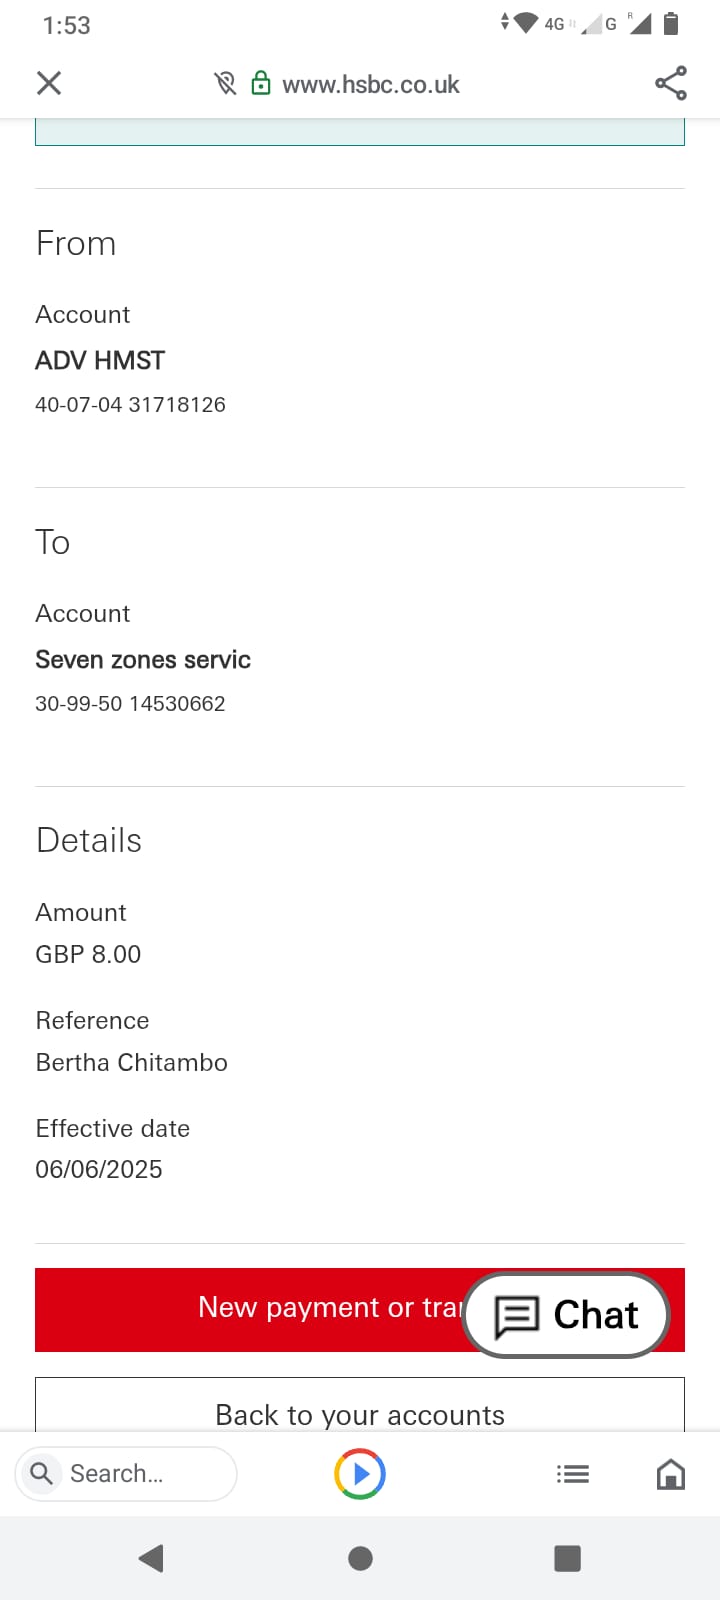 1:53
4G
G
R
www.hsbc.co.uk
From
Account
ADV HMST
40-07-04 31718126
To
Account
Seven zones servic
30-99-50 14530662
Details
Amount
GBP 8.00
Reference
Bertha Chitambo
Effective date
06/06/2025
New payment or tra
Chat
Back to your accounts
Search...